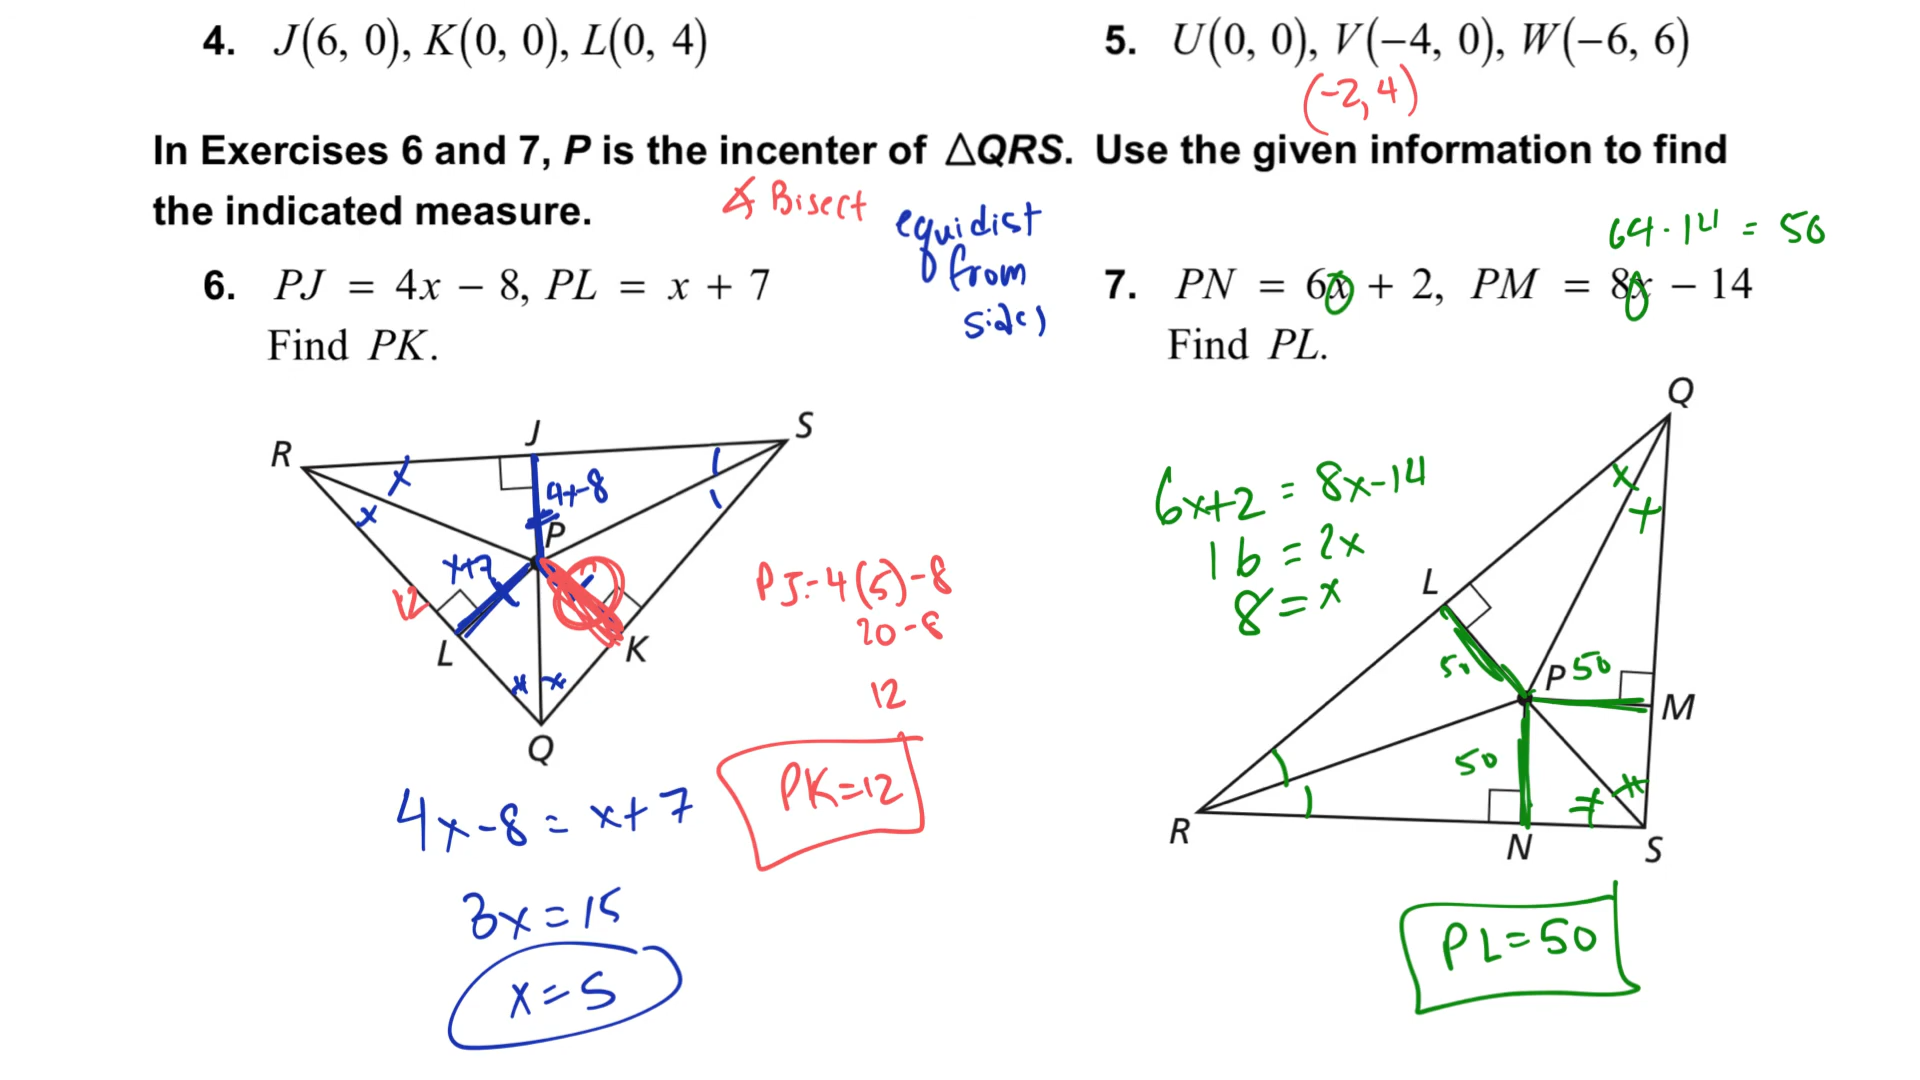 4. J(6, 0), K(0, 0), L(0, 4)
5. U(0, 0), V(−4, 0), W(−6, 6)
(-2, 4)
In Exercises 6 and 7, P is the incenter of △QRS. Use the given information to find
the indicated measure.
∡ Bisect
equidist
from
sides
64 - 14 = 50
6. PJ = 4x − 8, PL = x + 7
Find PK.
7. PN = 6x + 2, PM = 8x − 14
8
8
Find PL.
R
J
S
x
x
4x-8
P
x+7
12
L
K
Q
PJ = 4(5)-8
20-8
12
PK=12
4x-8 = x+7
3x=15
x=5
Q
6x+2 = 8x-14
16 = 2x
8 = x
L
50
P
50
M
50
R
N
S
PL=50